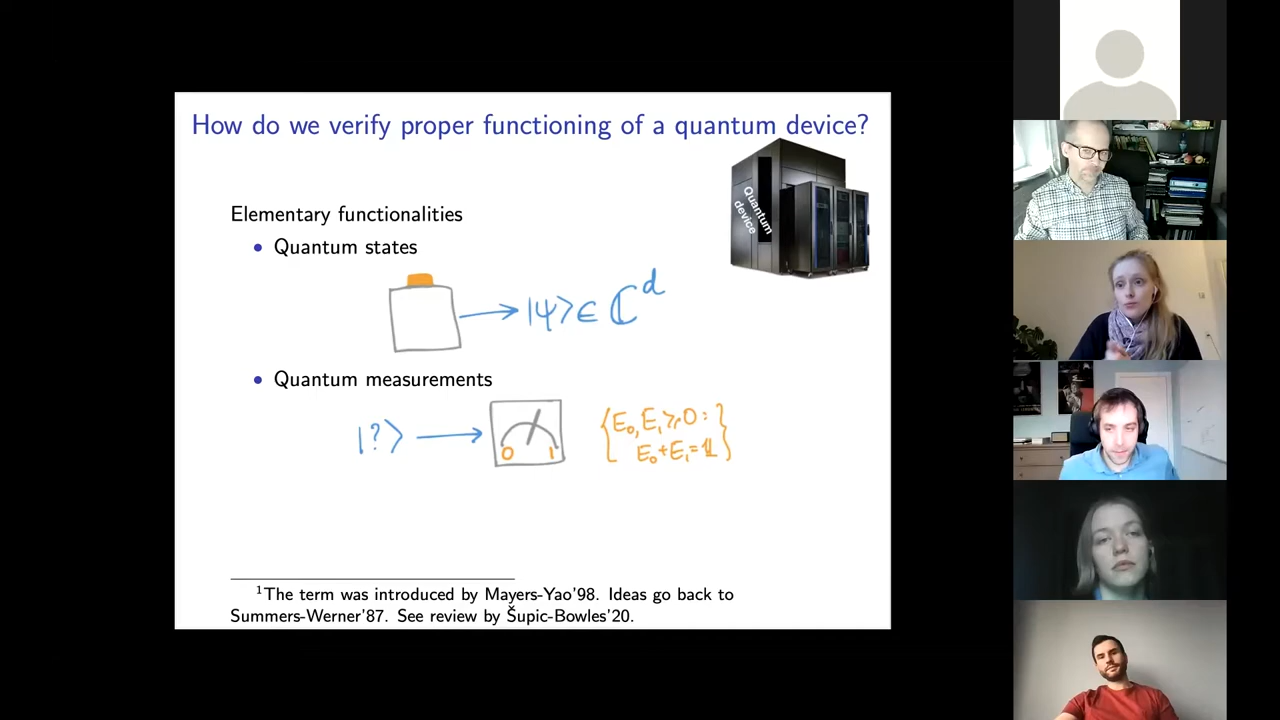 How do we verify proper functioning of a quantum device?
Quantum device
Elementary functionalities
• Quantum states
|ψ> ∈ ℂ^d
• Quantum measurements
|?>
0 1
{E₀, E₁ ⩾ 0 :
E₀ + E₁ = 𝟙}
¹The term was introduced by Mayers-Yao'98. Ideas go back to
Summers-Werner'87. See review by Šupic-Bowles'20.